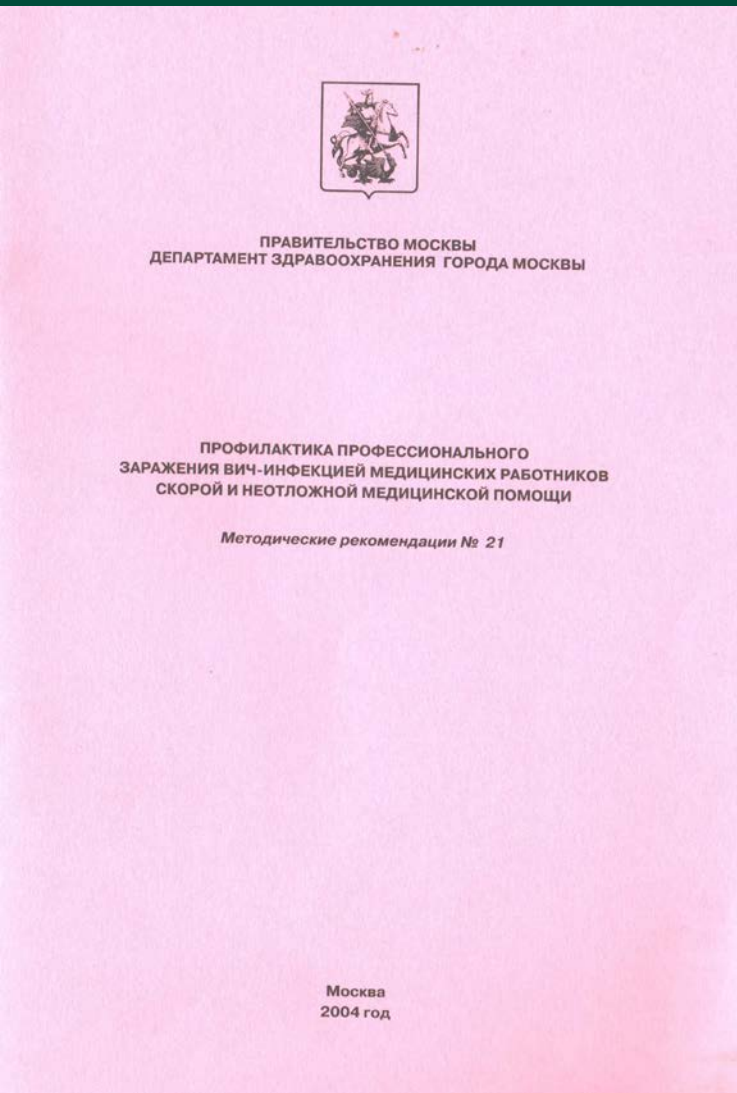 ПРАВИТЕЛЬСТВО МОСКВЫ
ДЕПАРТАМЕНТ ЗДРАВООХРАНЕНИЯ ГОРОДА МОСКВЫ
ПРОФИЛАКТИКА ПРОФЕССИОНАЛЬНОГО
ЗАРАЖЕНИЯ ВИЧ-ИНФЕКЦИЕЙ МЕДИЦИНСКИХ РАБОТНИКОВ
СКОРОЙ И НЕОТЛОЖНОЙ МЕДИЦИНСКОЙ ПОМОЩИ
Методические рекомендации № 21
Москва
2004 год